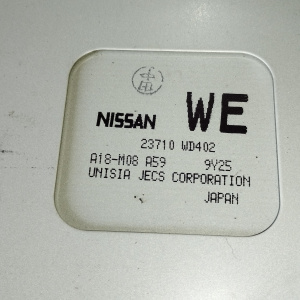 NISSAN WE
23710 WD402
A18-M08 A59 9Y25
UNISIA JECS CORPORATION
JAPAN